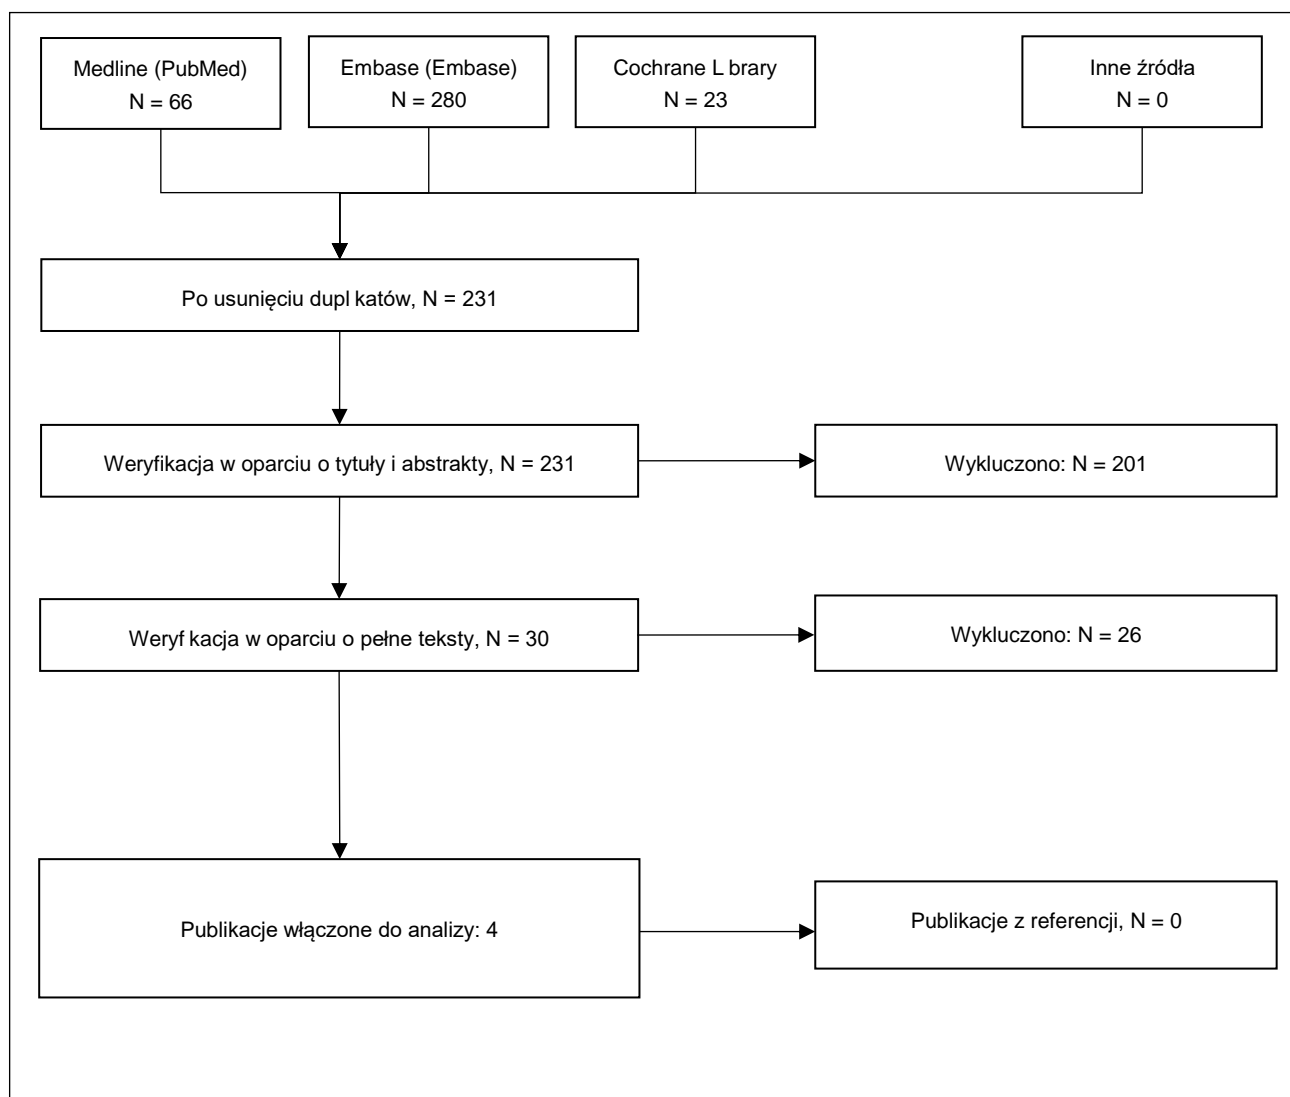 Medline (PubMed)
N = 66
Embase (Embase)
N = 280
Cochrane L brary
N = 23
Inne źródła
N = 0
Po usunięciu dupl katów, N = 231
Weryfikacja w oparciu o tytuły i abstrakty, N = 231
Wykluczono: N = 201
Weryf kacja w oparciu o pełne teksty, N = 30
Wykluczono: N = 26
Publikacje włączone do analizy: 4
Publikacje z referencji, N = 0